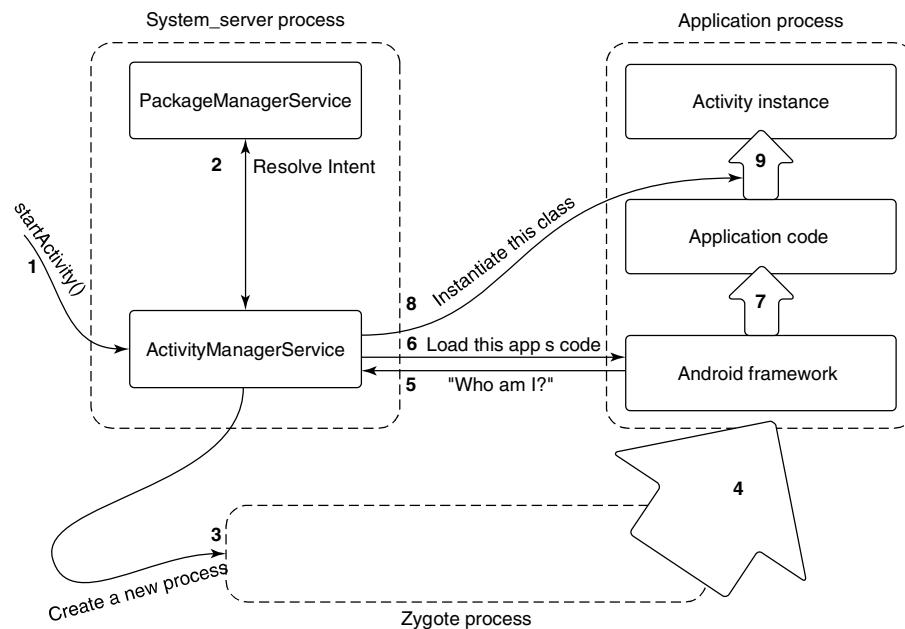 System_server process
Application process
PackageManagerService
Activity instance
2
Resolve Intent
9
startActivity()
1
Instantiate this class
Application code
8
7
ActivityManagerService
6 Load this app s code
5 "Who am I?"
Android framework
4
3
Create a new process
Zygote process